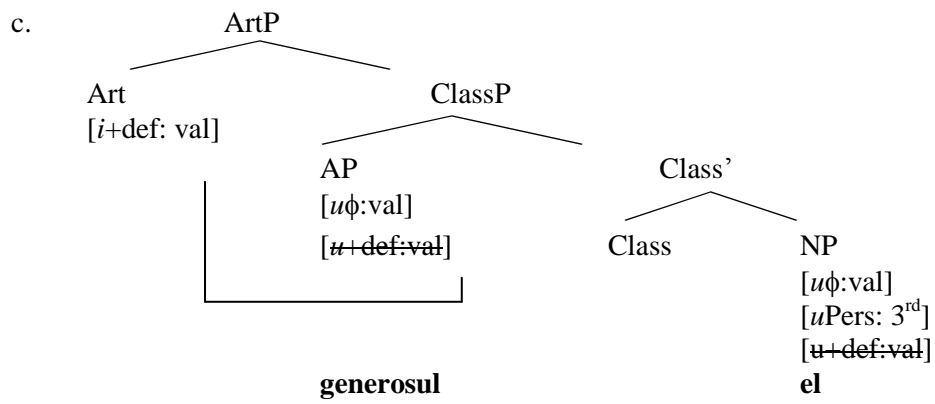 c. ArtP
Art ClassP
[i+def: val]
AP Class’
[uϕ:val]
[u+def:val] Class NP
[uϕ:val]
[uPers: 3rd]
[u+def:val]
generosul el